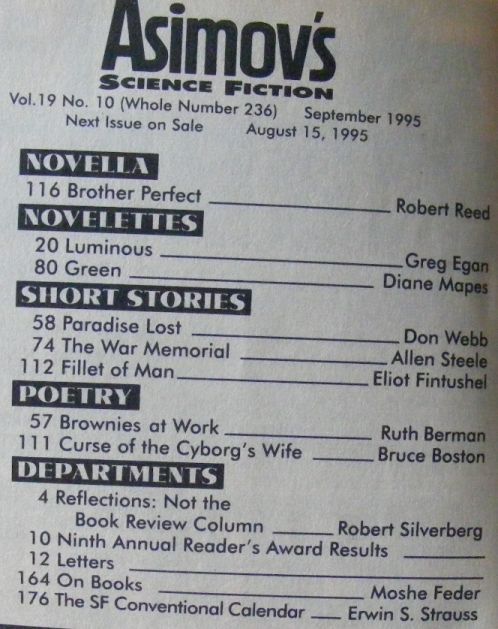 Asimov's
SCIENCE FICTION
Vol.19 No. 10 (Whole Number 236) September 1995
Next Issue on Sale August 15, 1995
NOVELLA
116 Brother Perfect Robert Reed
NOVELETTES
20 Luminous Greg Egan
80 Green Diane Mapes
SHORT STORIES
58 Paradise Lost Don Webb
74 The War Memorial Allen Steele
112 Fillet of Man Eliot Fintushel
POETRY
57 Brownies at Work Ruth Berman
111 Curse of the Cyborg's Wife Bruce Boston
DEPARTMENTS
4 Reflections: Not the
Book Review Column Robert Silverberg
10 Ninth Annual Reader's Award Results
12 Letters
164 On Books Moshe Feder
176 The SF Conventional Calendar Erwin S. Strauss